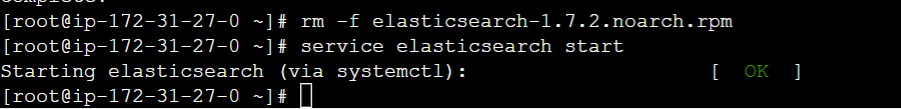 [root@ip-172-31-27-0 ~]# rm -f elasticsearch-1.7.2.noarch.rpm
[root@ip-172-31-27-0 ~]# service elasticsearch start
Starting elasticsearch (via systemctl):                    [  OK  ]
[root@ip-172-31-27-0 ~]#